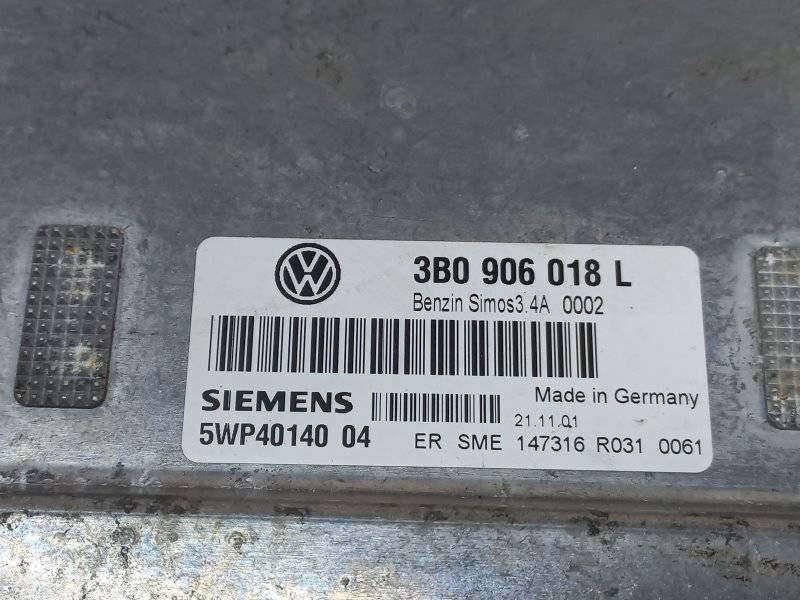 3B0 906 018 L
Benzin Simos3.4A 0002
Made in Germany
SIEMENS
21.11.01
5WP40140 04 ER SME 147316 R031 0061